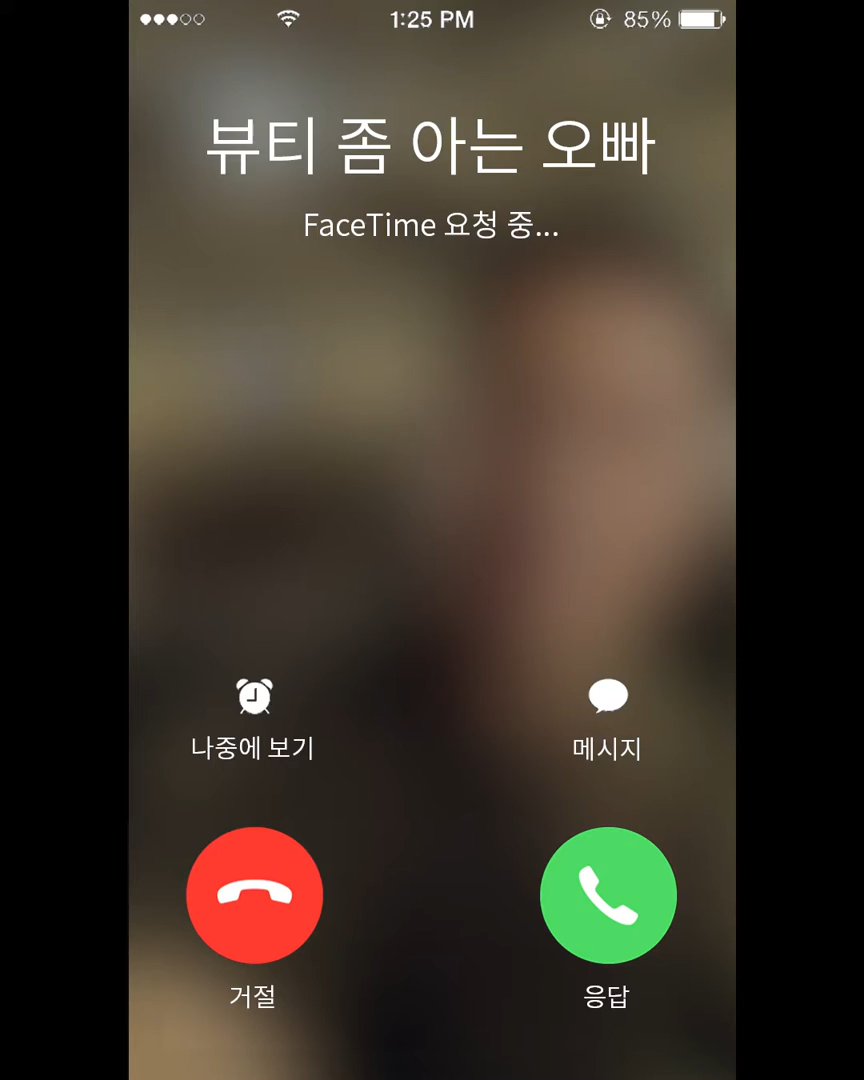 1:25 PM
85%
뷰티 좀 아는 오빠
FaceTime 요청 중...
나중에 보기
메시지
거절
응답